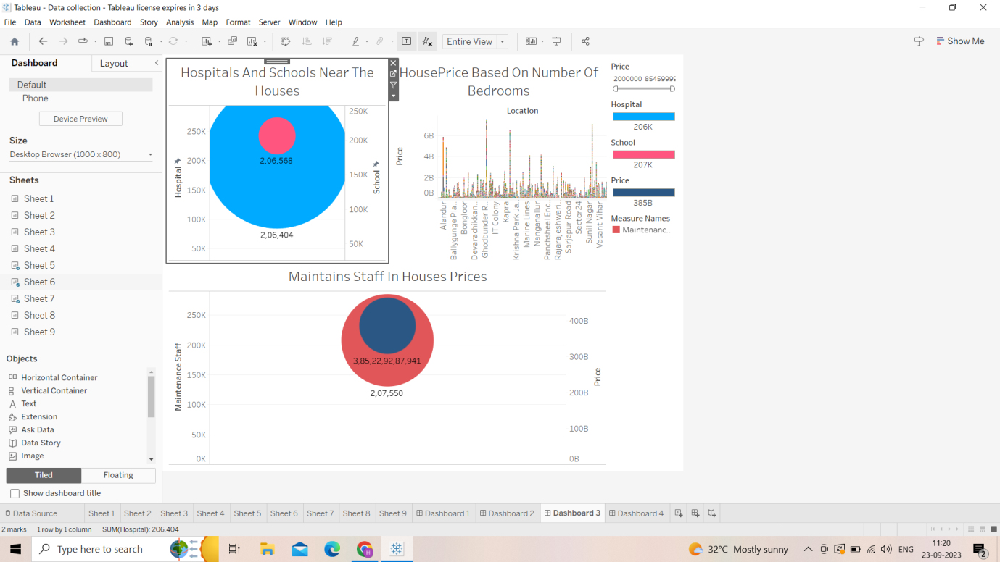 Tableau - Data collection - Tableau license expires in 3 days
File Data Worksheet Dashboard Story Analysis Map Format Server Window Help
Entire View
Show Me
Dashboard
Layout
Default
Phone
Device Preview
Size
Desktop Browser (1000 x 800)
Sheets
Sheet 1
Sheet 2
Sheet 3
Sheet 4
Sheet 5
Sheet 6
Sheet 7
Sheet 8
Sheet 9
Objects
Horizontal Container
Vertical Container
Text
Extension
Ask Data
Data Story
Image
Tiled
Floating
Show dashboard title
Hospitals And Schools Near The
Houses
250K
200K
150K
100K
50K
Hospital
2,06,568
2,06,404
250K
200K
150K
100K
50K
School
HousePrice Based On Number Of
Bedrooms
Location
Price
6B
4B
2B
0B
Alandur
Ballygunge Pla..
Bongloor
Devarachikkan..
Ghodbunder R..
IT Colony
Kapra
Krishna Park Ja..
Marine Lines
Nanganallur
Panchsheel Enc..
Rajarajeshwari..
Sarjapur Road
Sector24
Sunil Nagar
Vasant Vihar
Maintains Staff In Houses Prices
Maintenance Staff
250K
200K
150K
100K
50K
0K
3,85,22,92,87,941
2,07,550
400B
300B
200B
100B
0B
Price
Price
2000000 85459999
Hospital
206K
School
207K
Price
385B
Measure Names
Maintenanc..
Data Source Sheet 1 Sheet 2 Sheet 3 Sheet 4 Sheet 5 Sheet 6 Sheet 7 Sheet 8 Sheet 9 Dashboard 1 Dashboard 2 Dashboard 3 Dashboard 4
2 marks 1 row by 1 column SUM(Hospital): 206,404
Type here to search
H
32°C Mostly sunny
ENG
11:20
23-09-2023
2